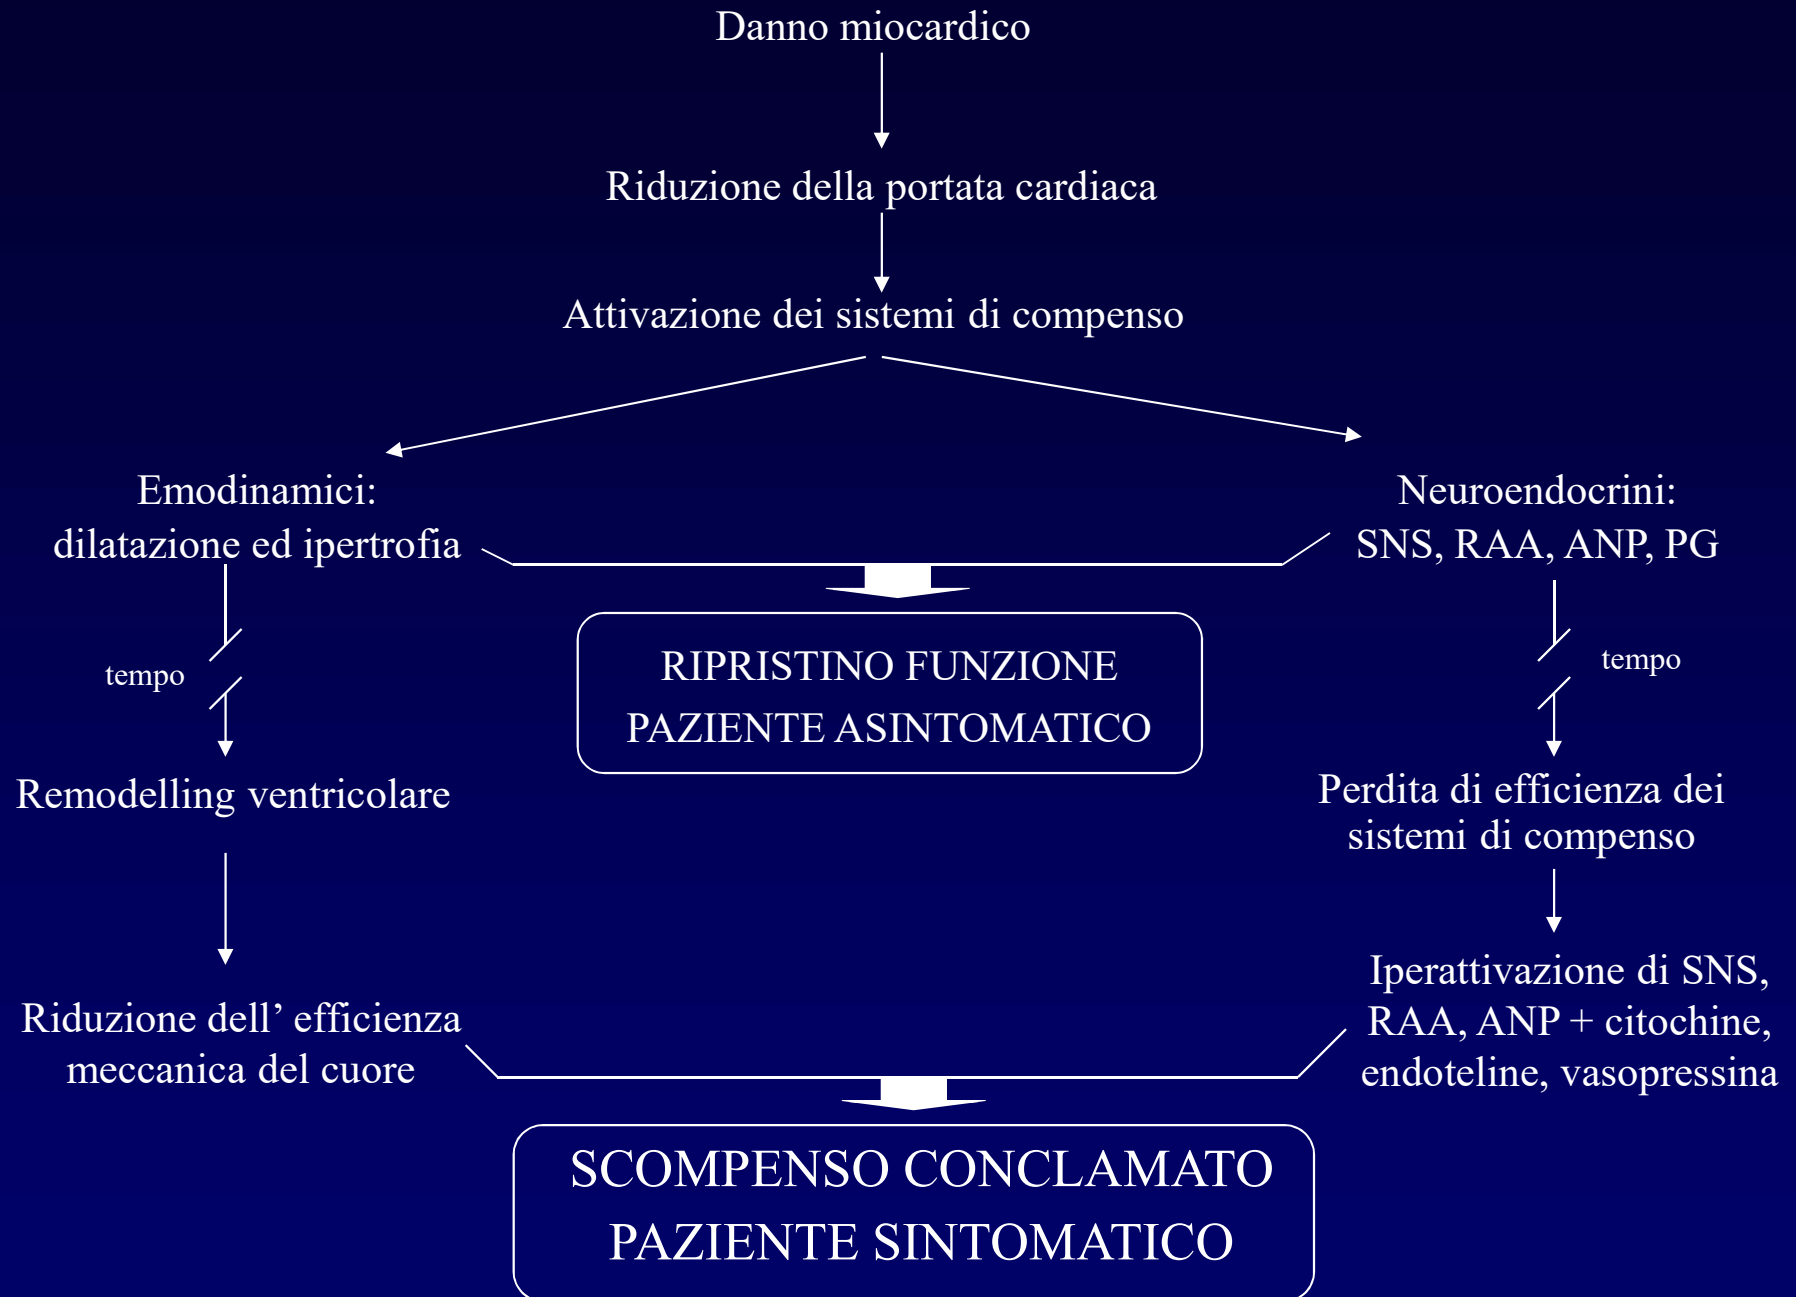 Danno miocardico
Riduzione della portata cardiaca
Attivazione dei sistemi di compenso
Emodinamici:
dilatazione ed ipertrofia
Neuroendocrini:
SNS, RAA, ANP, PG
tempo
tempo
RIPRISTINO FUNZIONE
PAZIENTE ASINTOMATICO
Remodelling ventricolare
Perdita di efficienza dei
sistemi di compenso
Riduzione dell’ efficienza
meccanica del cuore
Iperattivazione di SNS,
RAA, ANP + citochine,
endoteline, vasopressina
SCOMPENSO CONCLAMATO
PAZIENTE SINTOMATICO